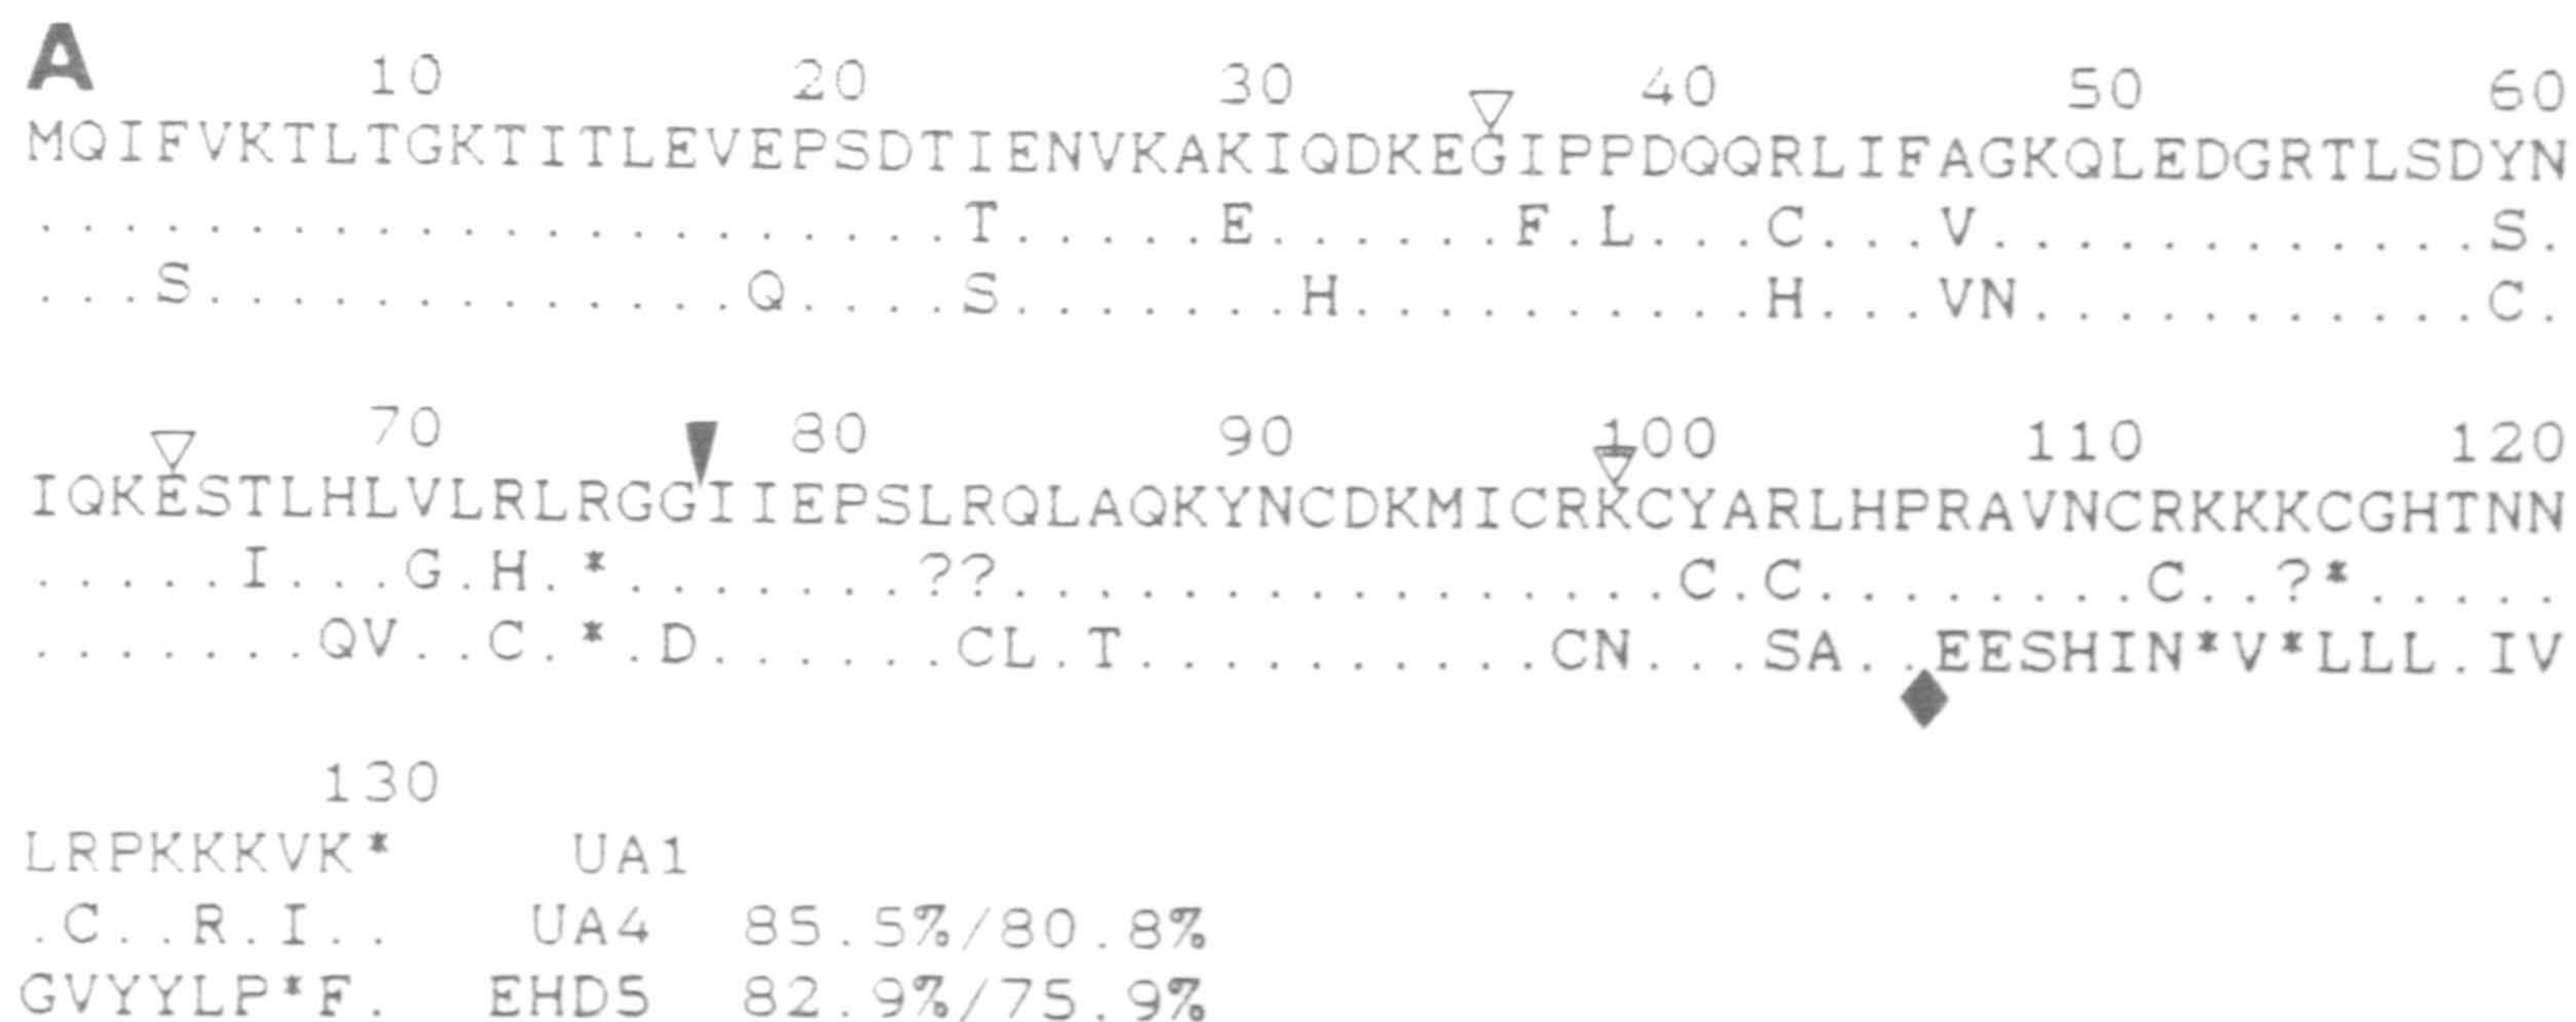 A
10 20 30 40 50 60
▽
MQIFVKTLTGKTITLEVEPSDTIENVKAKIQDKEGIPPDQQRLIFAGKQLEDGRTLSDYN
......................T.....E......F.L...C...V............S.
...S.............Q....S.......H..........H...VN...........C.
70 80 90 100 110 120
▽ ▼ ▽
IQKESTLHLVLRLRGGIIEPSLRQLAQKYNCDKMICRKCYARLHPRAVNCRKKKCGHTNN
.....I...G.H.*.......??................C.C........C..?*.....
.......QV..C.*.D......CL.T..........CN...SA..EESHIN*V*LLL.IV
◆
130
LRPKKKVK* UA1
.C..R.I.. UA4 85.5%/80.8%
GVYYLP*F. EHD5 82.9%/75.9%